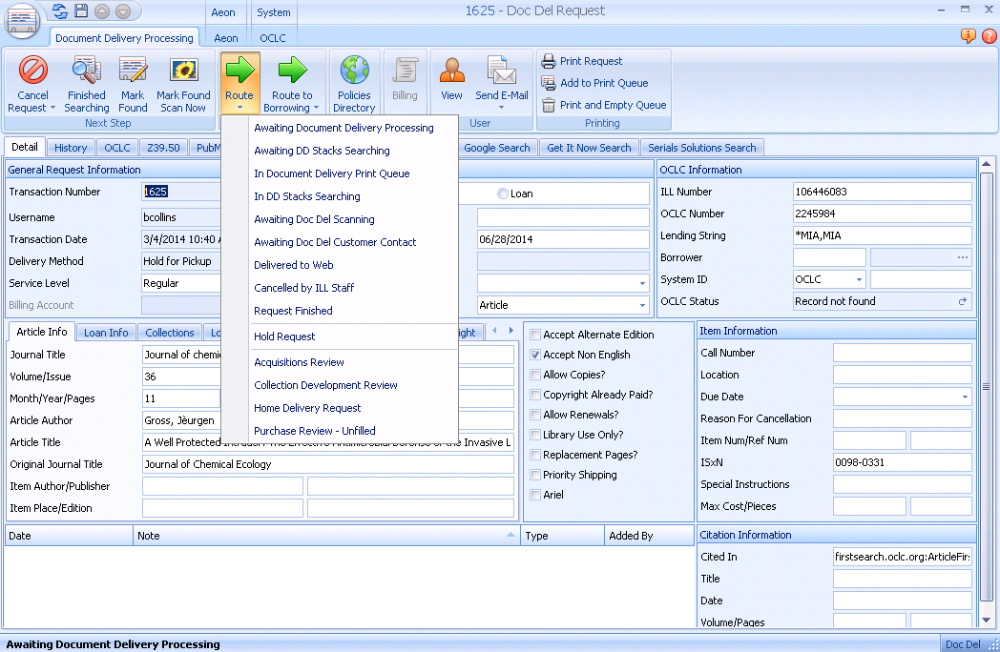 1625 - Doc Del Request
Aeon
System
Document Delivery Processing
Aeon
OCLC
Cancel Request
Finished Searching
Mark Found
Mark Found Scan Now
Next Step
Route
Route to Borrowing
Policies Directory
Billing
View
Send E-Mail
User
Print Request
Add to Print Queue
Print and Empty Queue
Printing
Detail
History
OCLC
Z39.50
PubM
Google Search
Get It Now Search
Serials Solutions Search
Awaiting Document Delivery Processing
Awaiting DD Stacks Searching
In Document Delivery Print Queue
In DD Stacks Searching
Awaiting Doc Del Scanning
Awaiting Doc Del Customer Contact
Delivered to Web
Cancelled by ILL Staff
Request Finished
Hold Request
Acquisitions Review
Collection Development Review
Home Delivery Request
Purchase Review - Unfilled
General Request Information
Transaction Number 1625
Username bcollins
Transaction Date 3/4/2014 10:40
Delivery Method Hold for Pickup
Service Level Regular
Billing Account
Loan
06/28/2014
Article
OCLC Information
ILL Number 106446083
OCLC Number 2245984
Lending String *MIA,MIA
Borrower ...
System ID OCLC
OCLC Status Record not found
Article Info
Loan Info
Collections
Lo
ight
Journal Title Journal of chemi
Volume/Issue 36
Month/Year/Pages 11
Article Author Gross, Jèurgen
Article Title A Well Protected Intruder: The Effective Antimicrobial Defense of the Invasive L
Original Journal Title Journal of Chemical Ecology
Item Author/Publisher
Item Place/Edition
Accept Alternate Edition
Accept Non English
Allow Copies?
Copyright Already Paid?
Allow Renewals?
Library Use Only?
Replacement Pages?
Priority Shipping
Ariel
Item Information
Call Number
Location
Due Date
Reason For Cancellation
Item Num/Ref Num
ISxN 0098-0331
Special Instructions
Max Cost/Pieces
Date
Note
Type
Added By
Citation Information
Cited In firstsearch.oclc.org:ArticleFir
Title
Date
Volume/Pages
Awaiting Document Delivery Processing
Doc Del